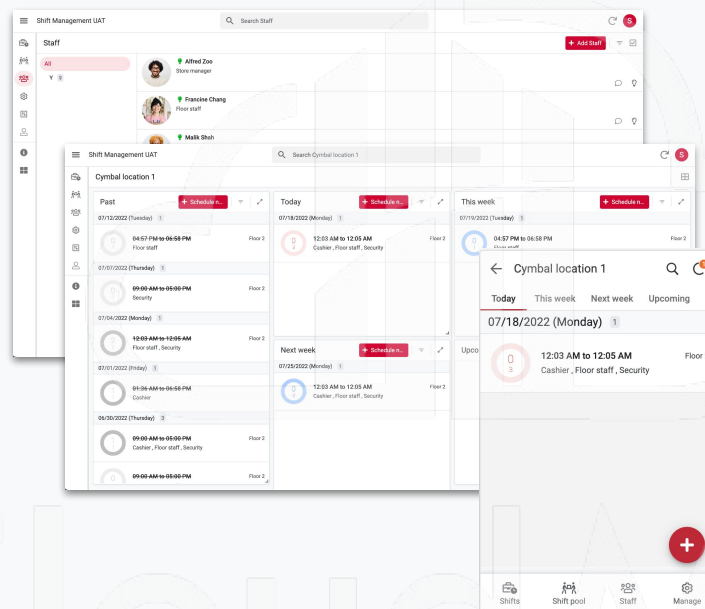 Shift Management UAT
Search Staff
S
Staff
+ Add Staff
All
Y 9
Alfred Zoo
Store manager
Francine Chang
Floor staff
Malik Shah
Shift Management UAT
Search Cymbal location 1
S
Cymbal location 1
Past
+ Schedule n...
07/12/2022 (Tuesday) 1
04:57 PM to 06:58 PM
Floor 2
Floor staff
07/07/2022 (Thursday) 1
09:00 AM to 05:00 PM
Floor 2
Security
07/04/2022 (Monday) 1
12:03 AM to 12:05 AM
Floor 2
Floor staff , Security
07/01/2022 (Friday) 1
01:36 AM to 06:58 PM
Cashier
06/30/2022 (Thursday) 3
09:00 AM to 05:00 PM
Floor 2
Cashier , Floor staff , Security
09:00 AM to 05:00 PM
Floor 2
Today
+ Schedule n...
07/18/2022 (Monday) 1
12:03 AM to 12:05 AM
Floor 2
Cashier , Floor staff , Security
Next week
+ Schedule n...
07/25/2022 (Monday) 1
12:03 AM to 12:05 AM
Floor 2
Cashier , Floor staff , Security
This week
+ Schedule n...
07/19/2022 (Tuesday) 1
04:57 PM to 06:58 PM
Floor 2
Floor staff
Upco
Cymbal location 1
Today This week Next week Upcoming
07/18/2022 (Monday) 1
0
3
12:03 AM to 12:05 AM
Floor
Cashier , Floor staff , Security
+
Shifts Shift pool Staff Manage